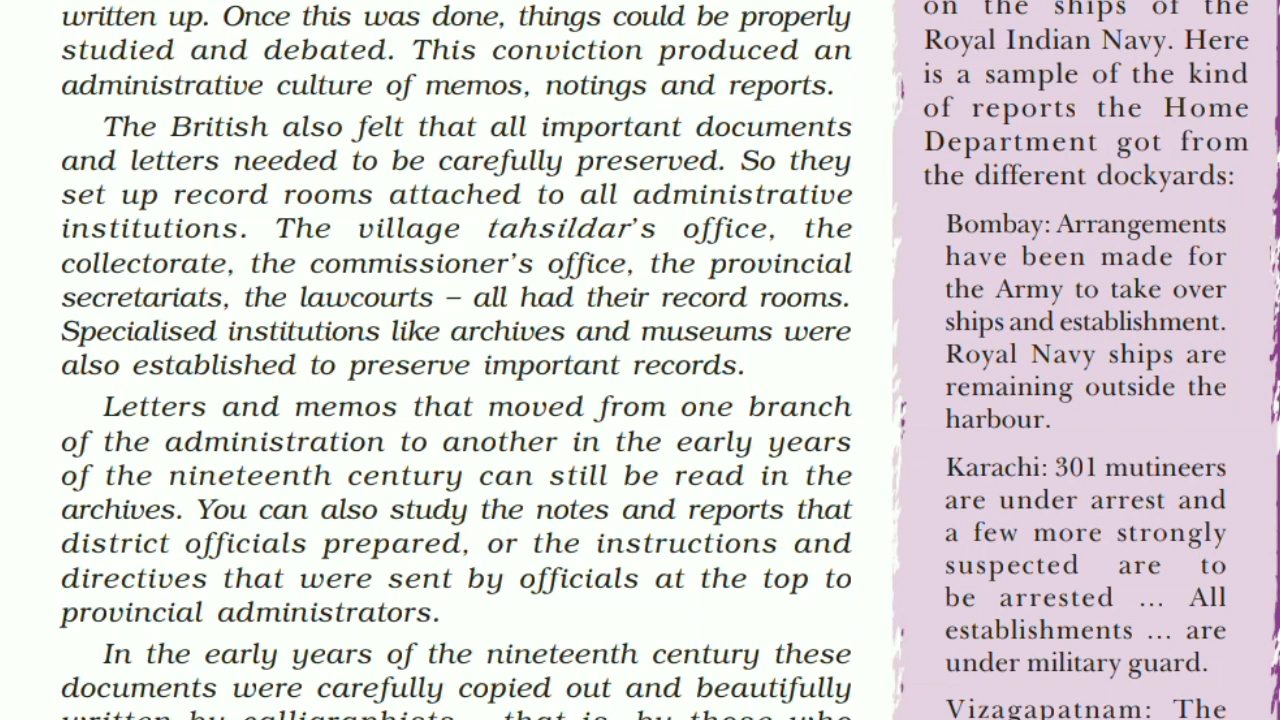 written up. Once this was done, things could be properly
studied and debated. This conviction produced an
administrative culture of memos, notings and reports.
The British also felt that all important documents
and letters needed to be carefully preserved. So they
set up record rooms attached to all administrative
institutions. The village tahsildar's office, the
collectorate, the commissioner's office, the provincial
secretariats, the lawcourts – all had their record rooms.
Specialised institutions like archives and museums were
also established to preserve important records.
Letters and memos that moved from one branch
of the administration to another in the early years
of the nineteenth century can still be read in the
archives. You can also study the notes and reports that
district officials prepared, or the instructions and
directives that were sent by officials at the top to
provincial administrators.
In the early years of the nineteenth century these
documents were carefully copied out and beautifully
written by calligraphists – that is, by those who
on the ships of the
Royal Indian Navy. Here
is a sample of the kind
of reports the Home
Department got from
the different dockyards:
Bombay: Arrangements
have been made for
the Army to take over
ships and establishment.
Royal Navy ships are
remaining outside the
harbour.
Karachi: 301 mutineers
are under arrest and
a few more strongly
suspected are to
be arrested ... All
establishments ... are
under military guard.
Vizagapatnam: The